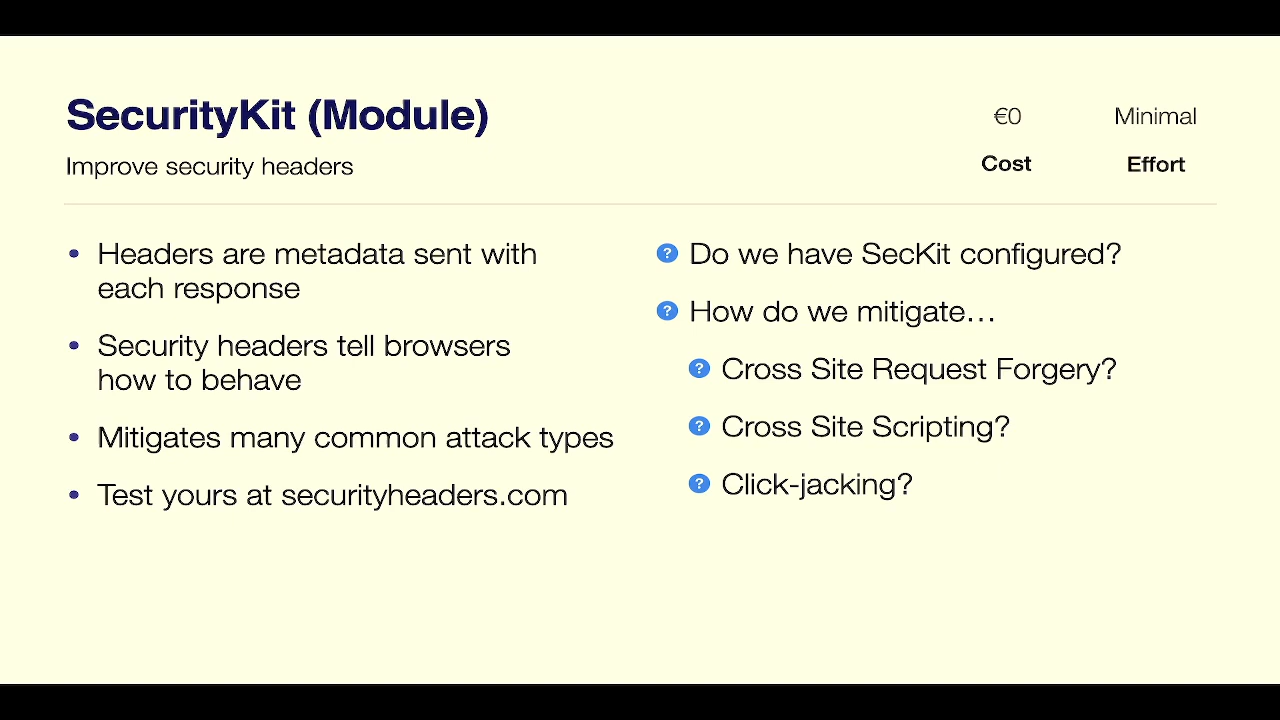 SecurityKit (Module)
Improve security headers
€0
Cost
Minimal
Effort
• Headers are metadata sent with
each response
• Security headers tell browsers
how to behave
• Mitigates many common attack types
• Test yours at securityheaders.com
? Do we have SecKit configured?
? How do we mitigate…
? Cross Site Request Forgery?
? Cross Site Scripting?
? Click-jacking?